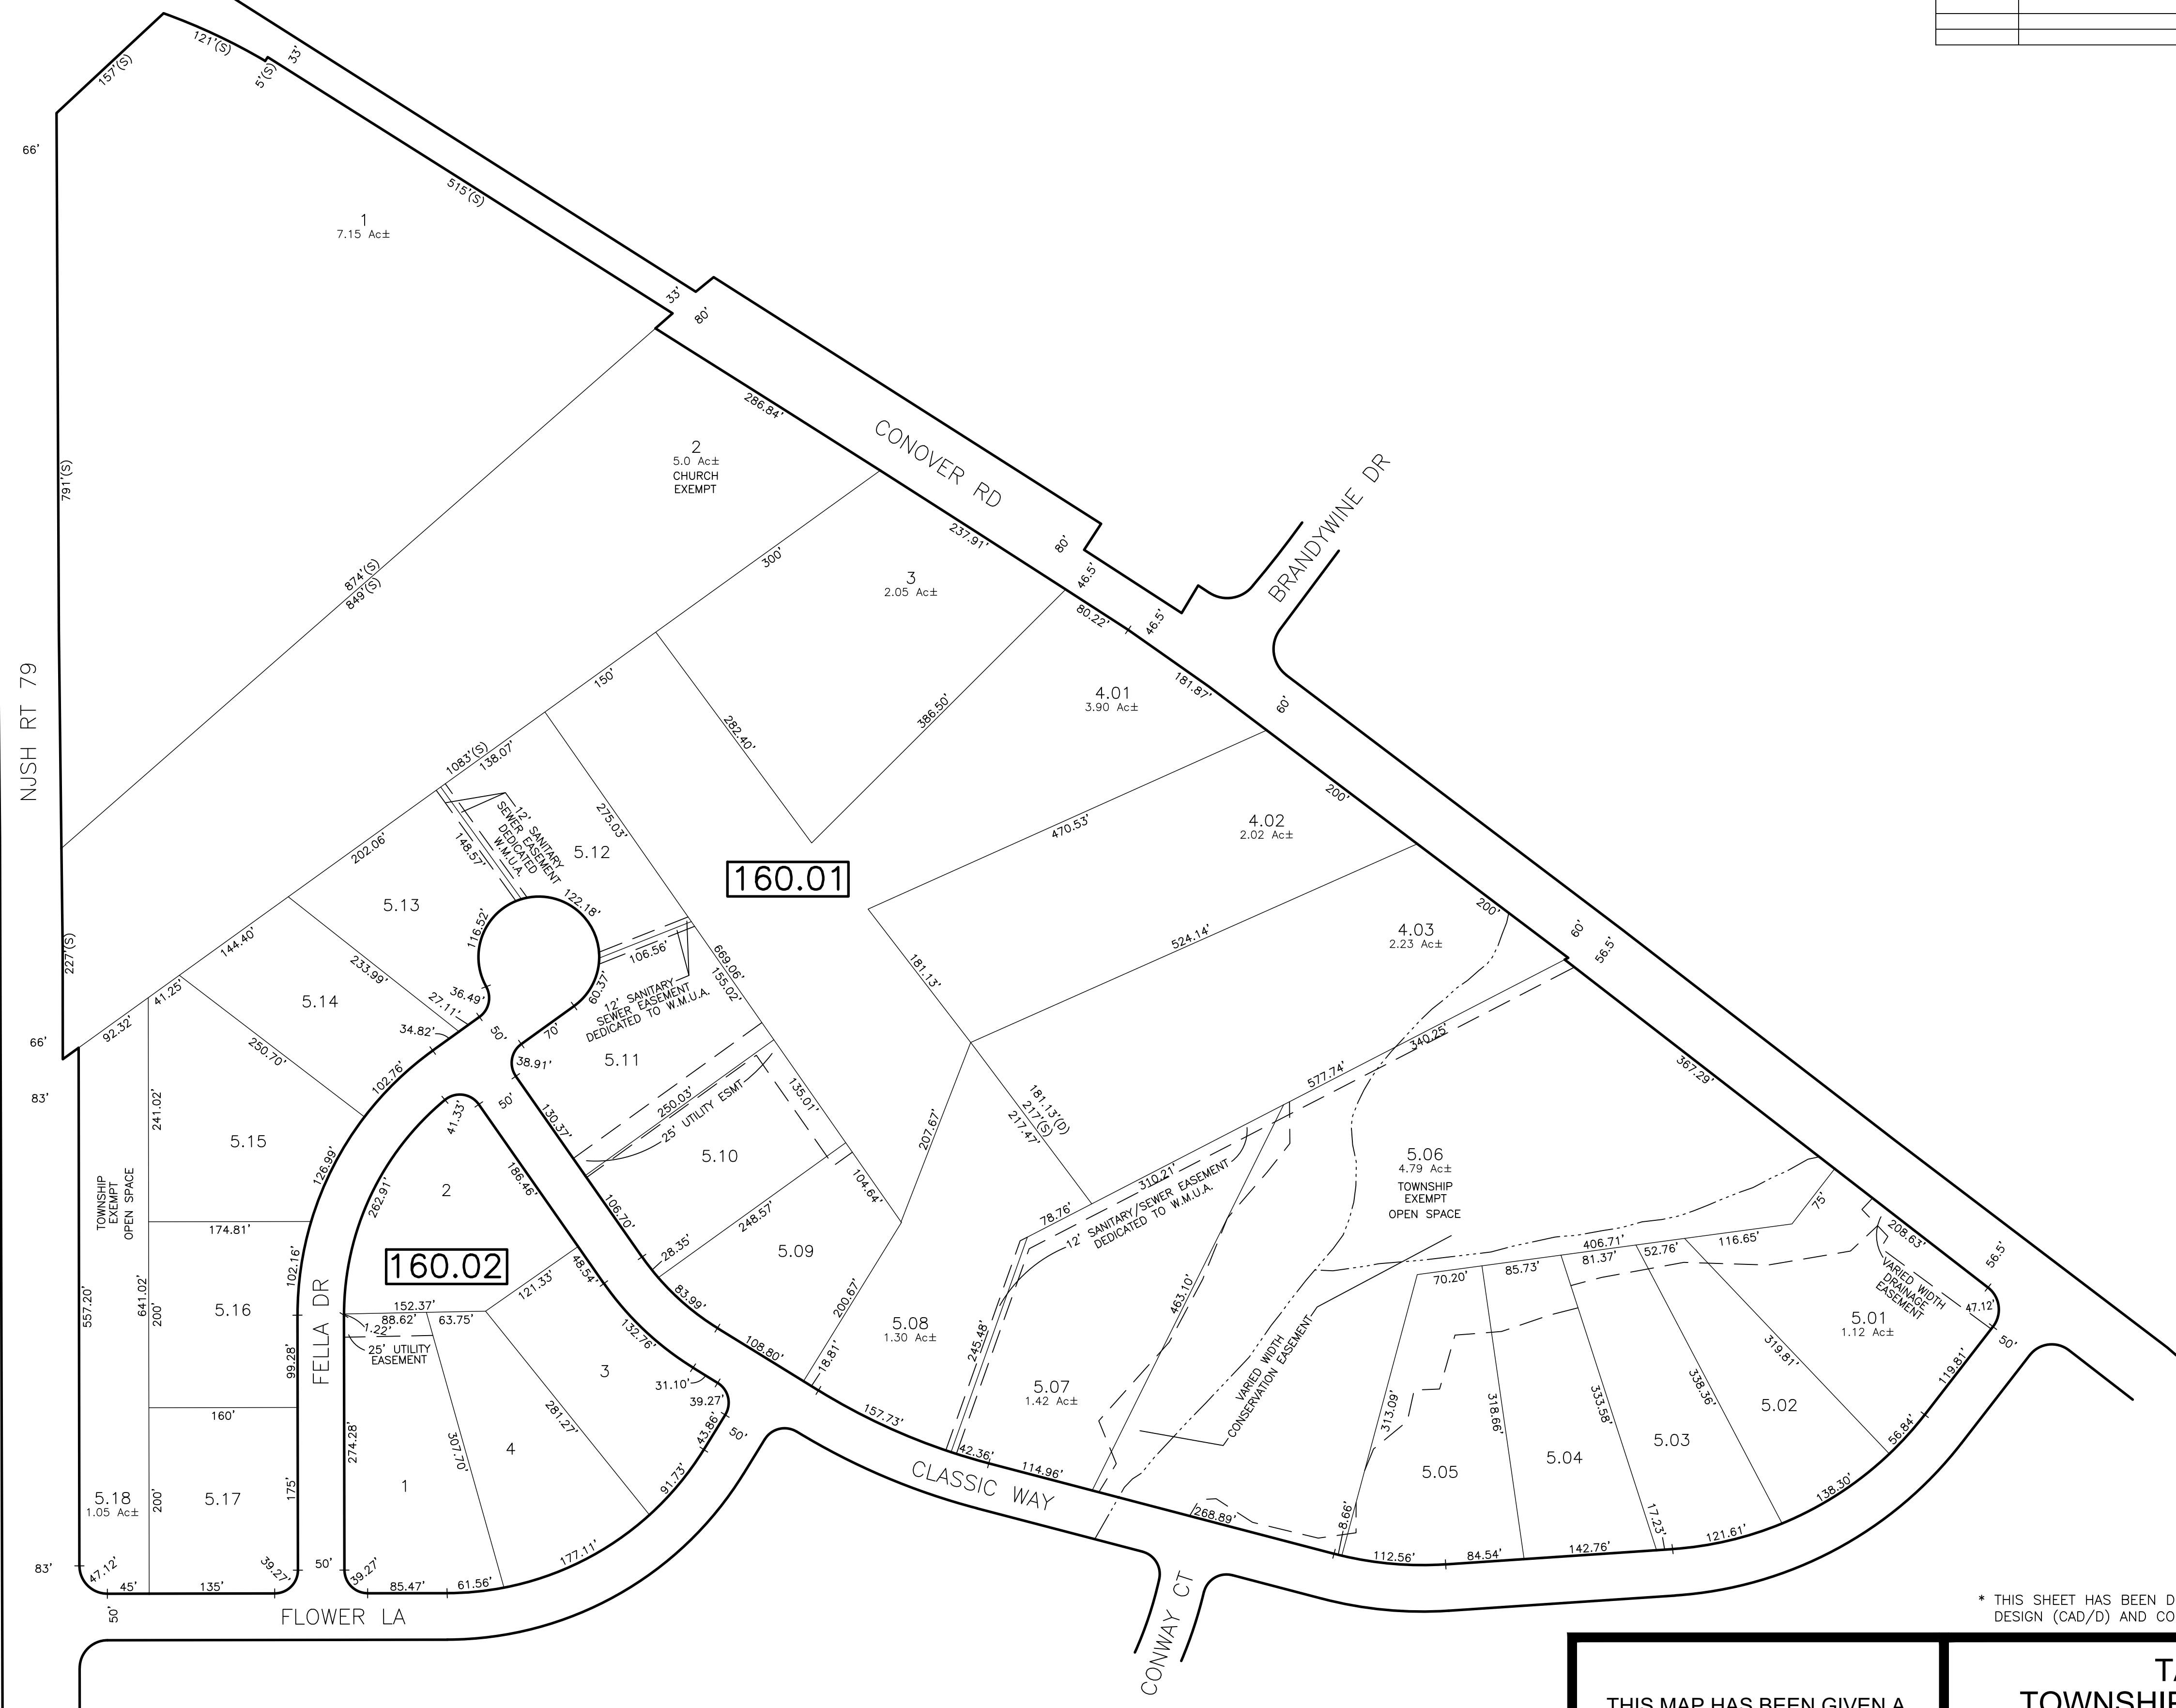 157'(S)
121'(S)
5'(S)
33'
66'
515'(S)
1
7.15 Ac±
33'
80'
286.84'
2
5.0 Ac±
CHURCH
EXEMPT
CONOVER RD
BRANDYWINE DR
791'(S)
874'(S)
849'(S)
300'
237.91'
80'
46.5'
3
2.05 Ac±
80.22'
46.5'
NJSH RT 79
150'
282.40'
386.50'
4.01
3.90 Ac±
181.87'
60'
1083'(S)
138.07'
12' SANITARY
SEWER EASEMENT
DEDICATED
W.M.U.A.
148.57'
275.03'
5.12
470.53'
4.02
2.02 Ac±
200'
202.06'
160.01
5.13
122.18'
116.52'
200'
4.03
2.23 Ac±
524.14'
60'
56.5'
227'(S)
144.40'
233.99'
106.56'
669.06'
155.02'
181.13'
41.25'
5.14
36.49'
27.11'
60.37'
12' SANITARY
SEWER EASEMENT
DEDICATED TO W.M.U.A.
92.32'
66'
34.82'
50'
70'
340.25'
250.70'
38.91'
5.11
577.74'
367.29'
102.76'
83'
50'
130.37'
250.03'
25' UTILITY ESMT
135.01'
181.13'(D)
217'(S)
217.47'
241.02'
5.15
41.33'
207.67'
5.10
5.06
4.79 Ac±
TOWNSHIP
EXEMPT
OPEN SPACE
126.99'
262.91'
2
186.46'
104.64'
310.21'
12' SANITARY/SEWER EASEMENT
DEDICATED TO W.M.U.A.
78.76'
75'
TOWNSHIP
EXEMPT
OPEN SPACE
174.81'
106.70'
248.57'
28.35'
5.09
208.63'
406.71'
52.76'
116.65'
81.37'
85.73'
70.20'
56.5'
160.02
102.16'
48.54'
121.33'
VARIED WIDTH
DRAINAGE
EASEMENT
557.20'
641.02'
200'
5.16
FELLA DR
152.37'
88.62'
63.75'
1.22'
25' UTILITY
EASEMENT
83.99'
200.67'
463.10'
47.12'
5.01
1.12 Ac±
50'
132.76'
5.08
1.30 Ac±
245.48'
108.80'
18.81'
99.28'
3
31.10'
39.27'
5.07
1.42 Ac±
VARIED WIDTH
CONSERVATION EASEMENT
319.81'
119.81'
160'
281.27'
43.86'
50'
157.73'
313.09'
318.66'
333.58'
338.36'
5.02
56.84'
274.28'
307.70'
4
42.36'
5.03
5.04
5.05
114.96'
175'
1
91.73'
CLASSIC WAY
138.30'
5.18
1.05 Ac±
200'
5.17
268.89'
8.66'
17.23'
121.61'
83'
47.12'
39.27'
50'
39.27'
177.11'
112.56'
84.54'
142.76'
45'
135'
85.47'
61.56'
50'
FLOWER LA
CONWAY CT
* THIS SHEET HAS BEEN D
DESIGN (CAD/D) AND CO
TA
TOWNSHIP
THIS MAP HAS BEEN GIVEN A